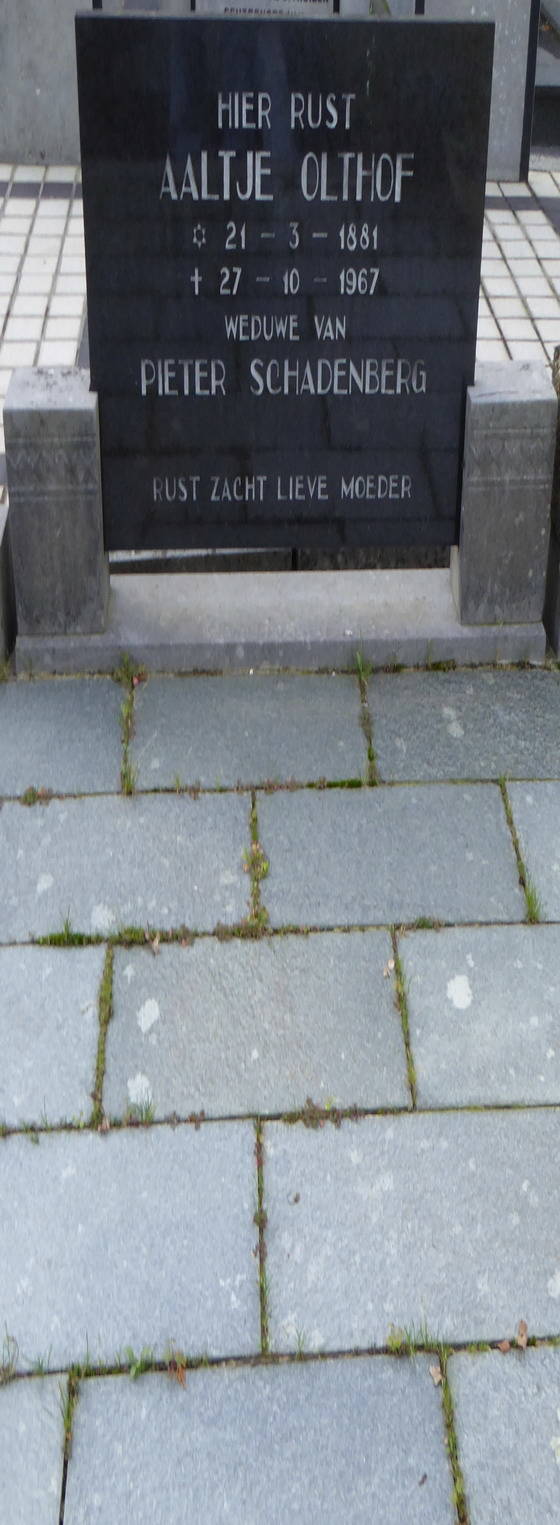 HIER RUST
AALTJE OLTHOF
✡ 21 - 3 - 1881
✝ 27 - 10 - 1967
WEDUWE VAN
PIETER SCHADENBERG
RUST ZACHT LIEVE MOEDER